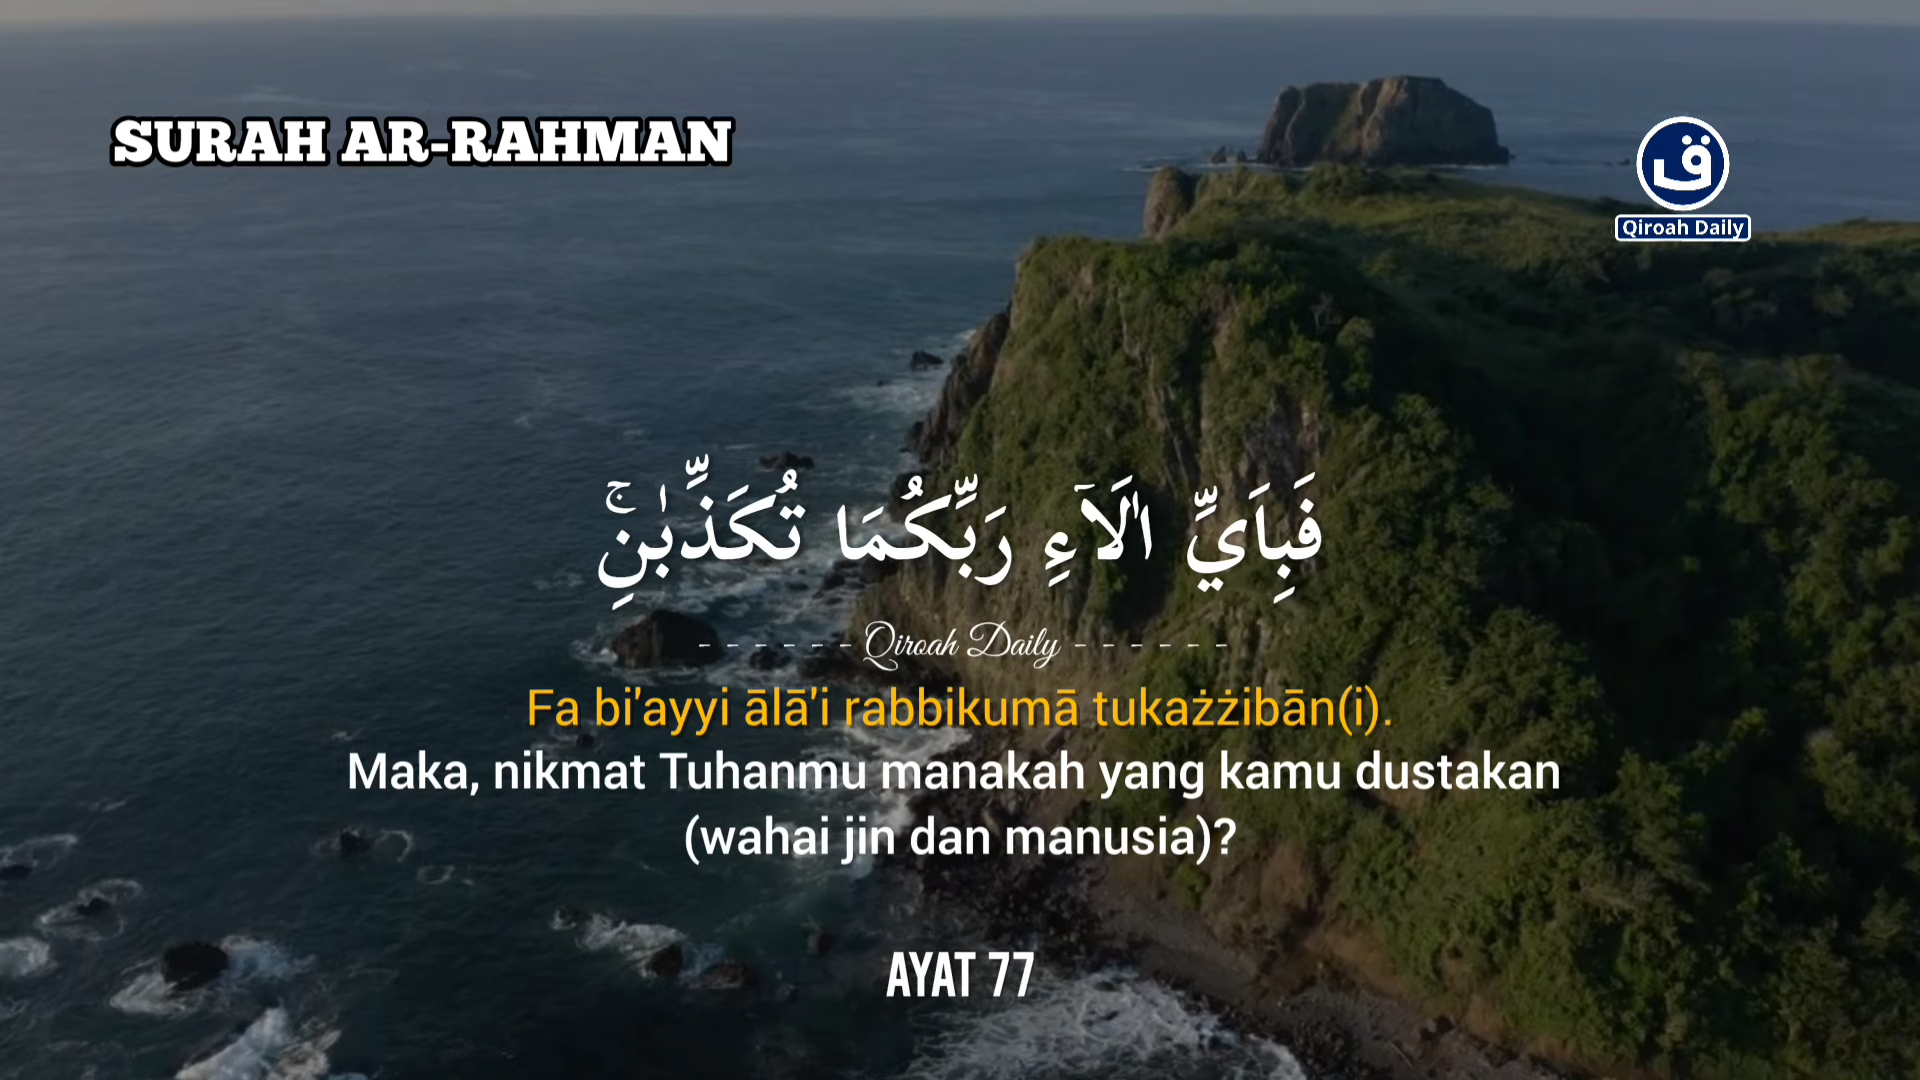 SURAH AR-RAHMAN
ق
Qiroah Daily
فَبِاَيِّ اٰلَاۤءِ رَبِّكُمَا تُكَذِّبٰنِۚ
------Qiroah Daily------
Fa bi'ayyi ālā'i rabbikumā tukażżibān(i).
Maka, nikmat Tuhanmu manakah yang kamu dustakan
(wahai jin dan manusia)?
AYAT 77